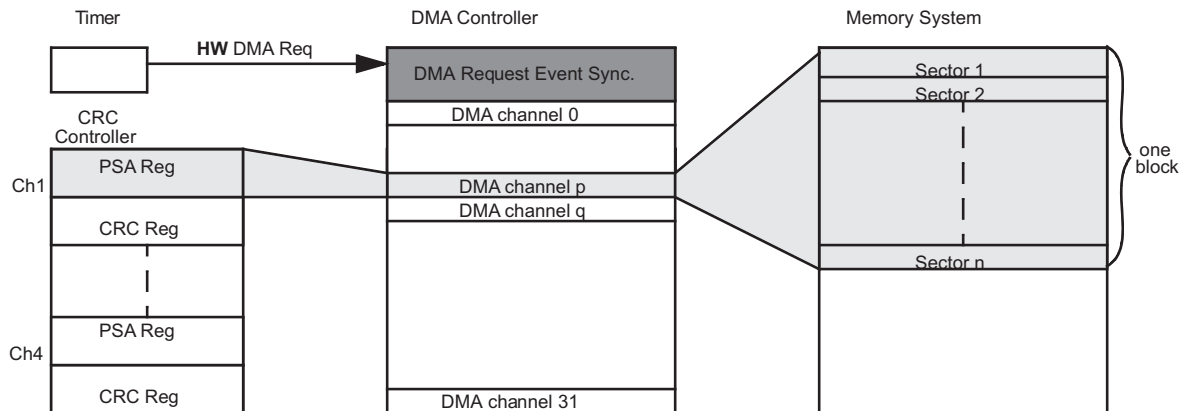 Timer
DMA Controller
Memory System
HW DMA Req
DMA Request Event Sync.
Sector 1
Sector 2
DMA channel 0
CRC
Controller
one
block
PSA Reg
Ch1
DMA channel p
DMA channel q
CRC Reg
Sector n
PSA Reg
Ch4
CRC Reg
DMA channel 31